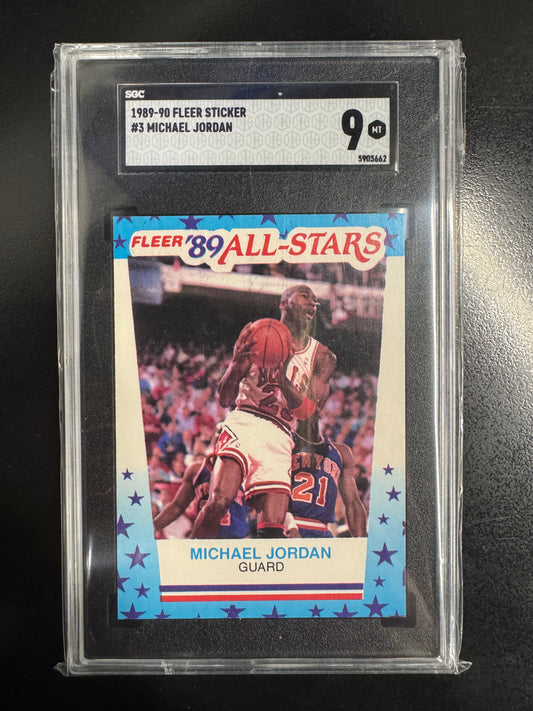 SGC
1989-90 FLEER STICKER
#3 MICHAEL JORDAN
9 MT
5905662
FLEER '89 ALL-STARS
NEW YORK
21
MICHAEL JORDAN
GUARD